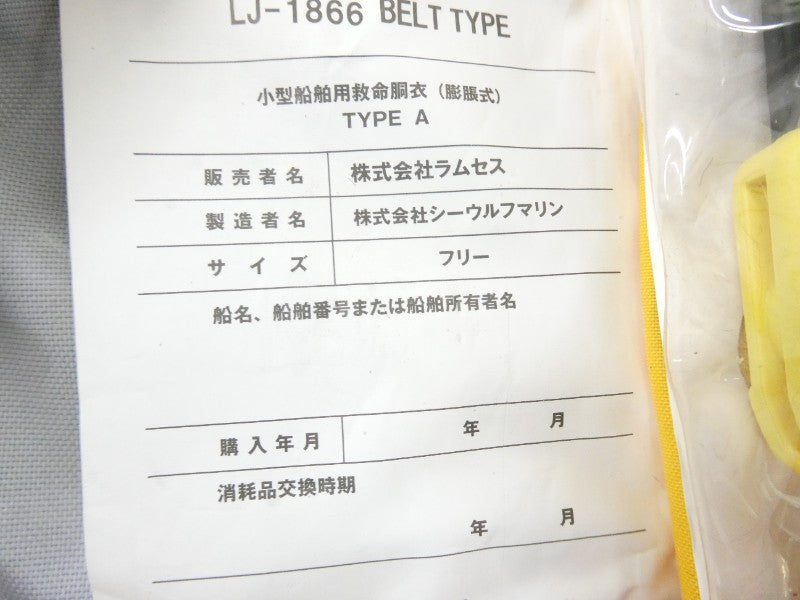 LJ-1866 BELT TYPE
小型船舶用救命胴衣（膨脹式）
TYPE A
販売者名 株式会社ラムセス
製造者名 株式会社シーウルフマリン
サイズ フリー
船名、船舶番号または船舶所有者名
購入年月 年 月
消耗品交換時期
年 月